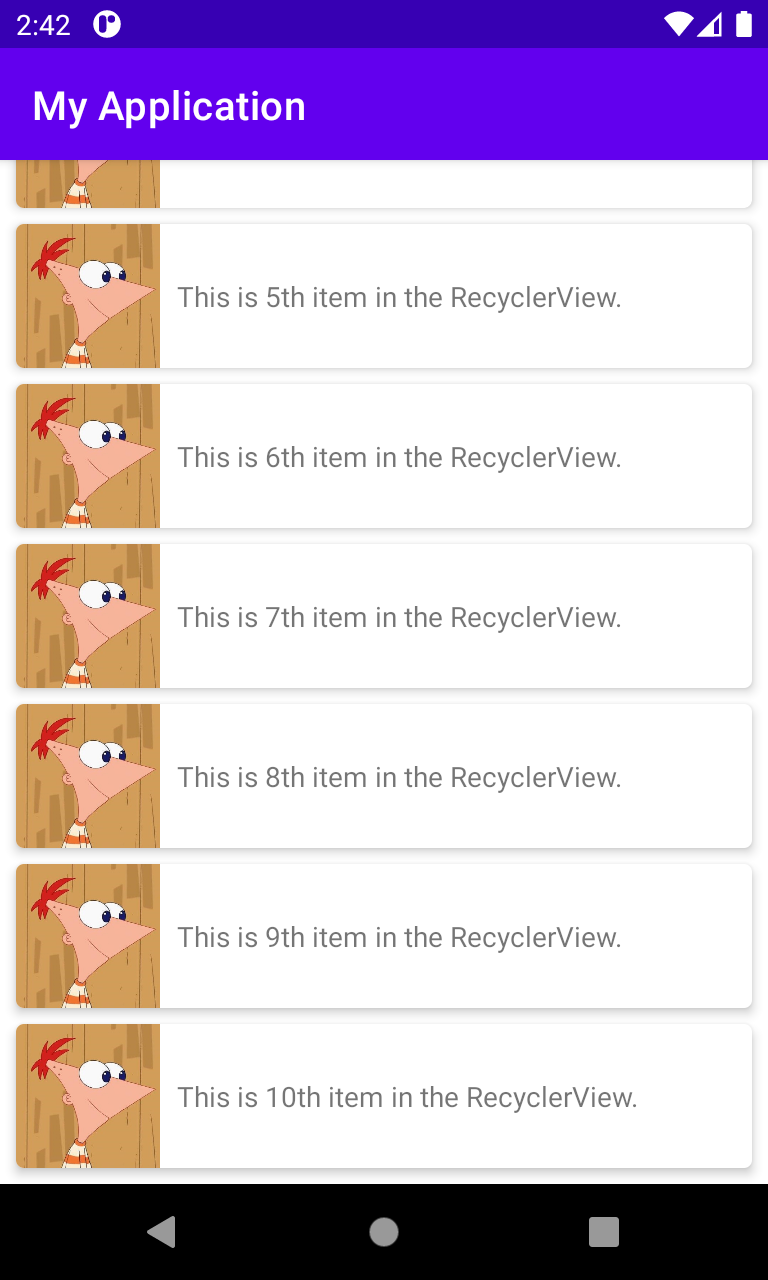 2:42
My Application
This is 5th item in the RecyclerView.
This is 6th item in the RecyclerView.
This is 7th item in the RecyclerView.
This is 8th item in the RecyclerView.
This is 9th item in the RecyclerView.
This is 10th item in the RecyclerView.